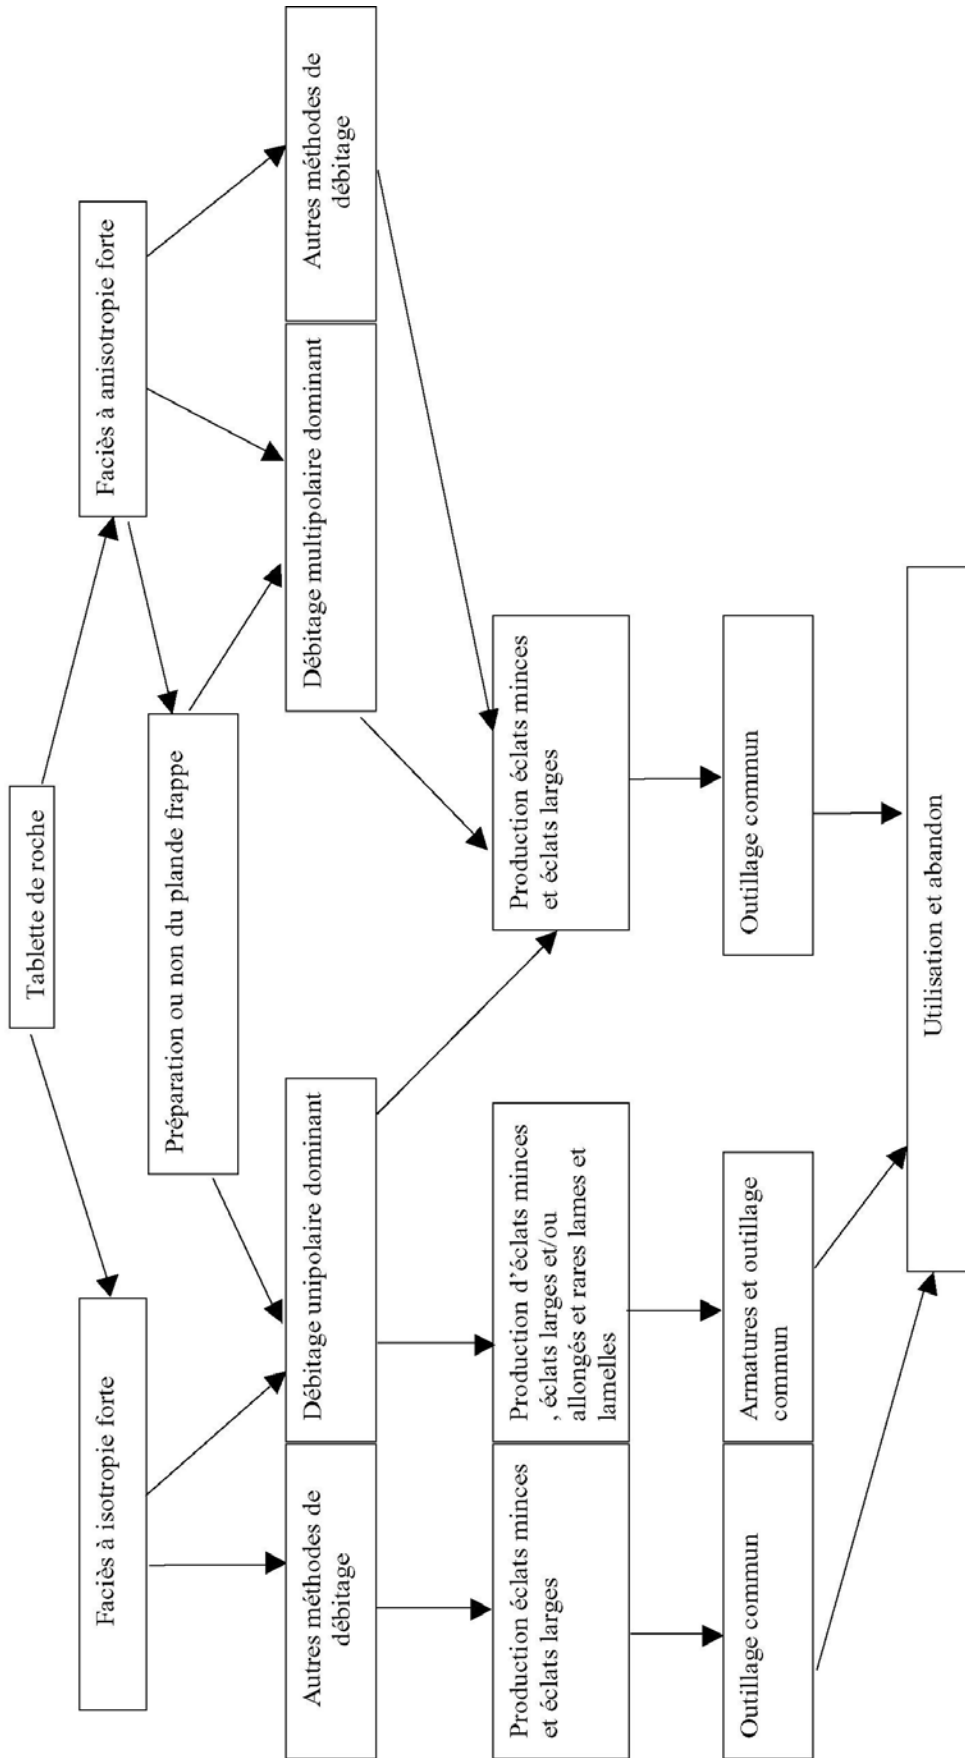 Tablette de roche
Faciès à isotropie forte
Faciès à anisotropie forte
Préparation ou non du plande frappe
Autres méthodes de
débitage
Débitage unipolaire dominant
Débitage multipolaire dominant
Autres méthodes de
débitage
Production éclats minces
et éclats larges
Production d’éclats minces
, éclats larges et/ou
allongés et rares lames et
lamelles
Production éclats minces
et éclats larges
Outillage commun
Armatures et outillage
commun
Outillage commun
Utilisation et abandon